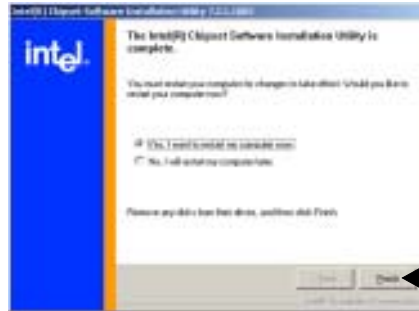 Intel(R) Chipset Software Installation Utility
intel.
The Intel(R) Chipset Software Installation Utility is
complete.
You must restart your computer for changes to take effect. Would you like to
restart your computer now?
Yes, I want to restart my computer now.
No, I will restart my computer later.
Remove any disks from their drives, and then click Finish.
Finish